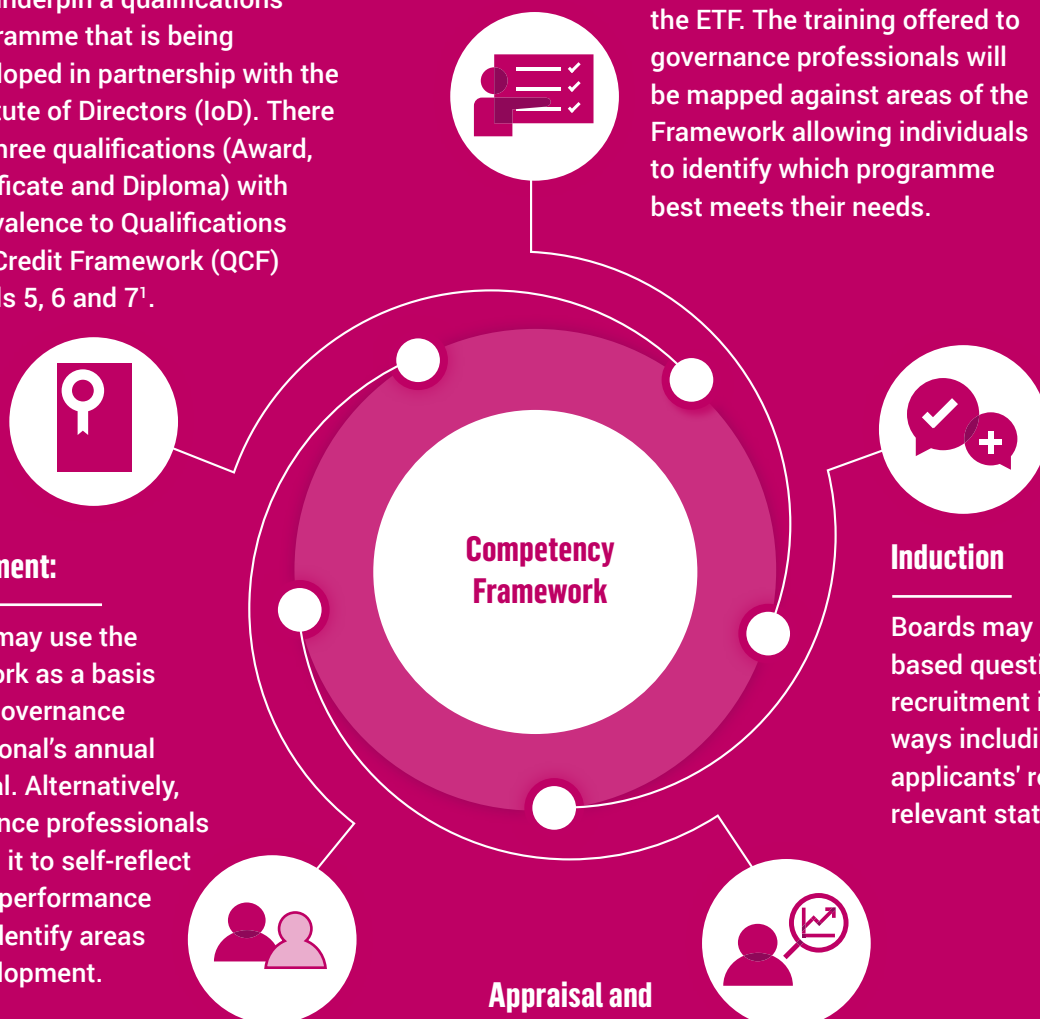 underpin a qualifications
ramme that is being
loped in partnership with the
tute of Directors (IoD). There
hree qualifications (Award,
ficate and Diploma) with
valence to Qualifications
Credit Framework (QCF)
ls 5, 6 and 7¹.
the ETF. The training offered to
governance professionals will
be mapped against areas of the
Framework allowing individuals
to identify which programme
best meets their needs.
Competency
Framework
ment:
may use the
ork as a basis
overnance
onal's annual
al. Alternatively,
nce professionals
it to self-reflect
performance
dentify areas
lopment.
Induction
Boards may
based questi
recruitment i
ways includi
applicants' re
relevant stat
Appraisal and